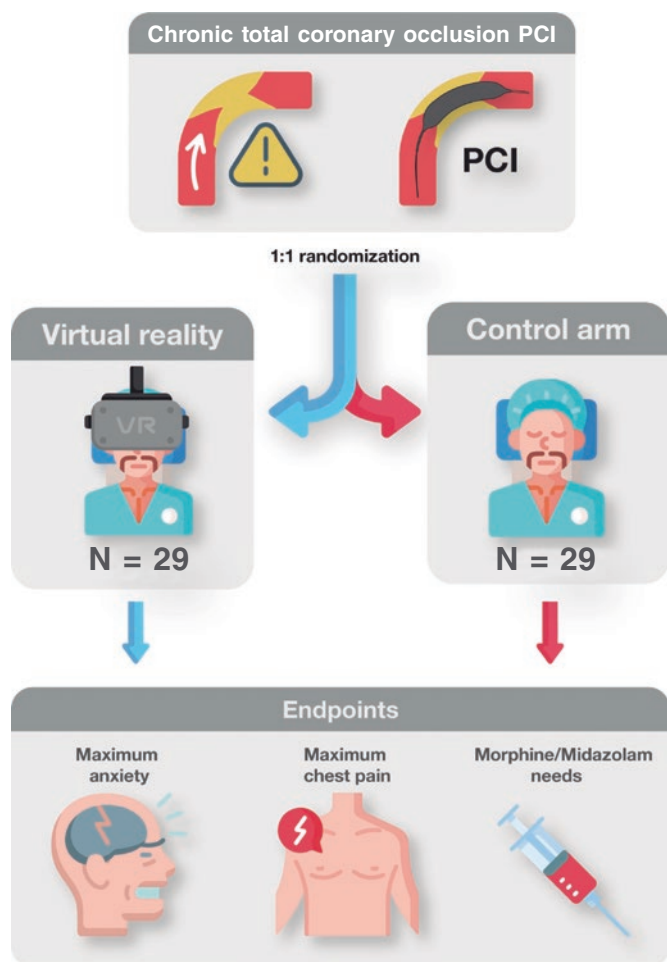 Chronic total coronary occlusion PCI
PCI
1:1 randomization
Virtual reality
VR
N = 29
Control arm
N = 29
Endpoints
Maximum
anxiety
Maximum
chest pain
Morphine/Midazolam
needs